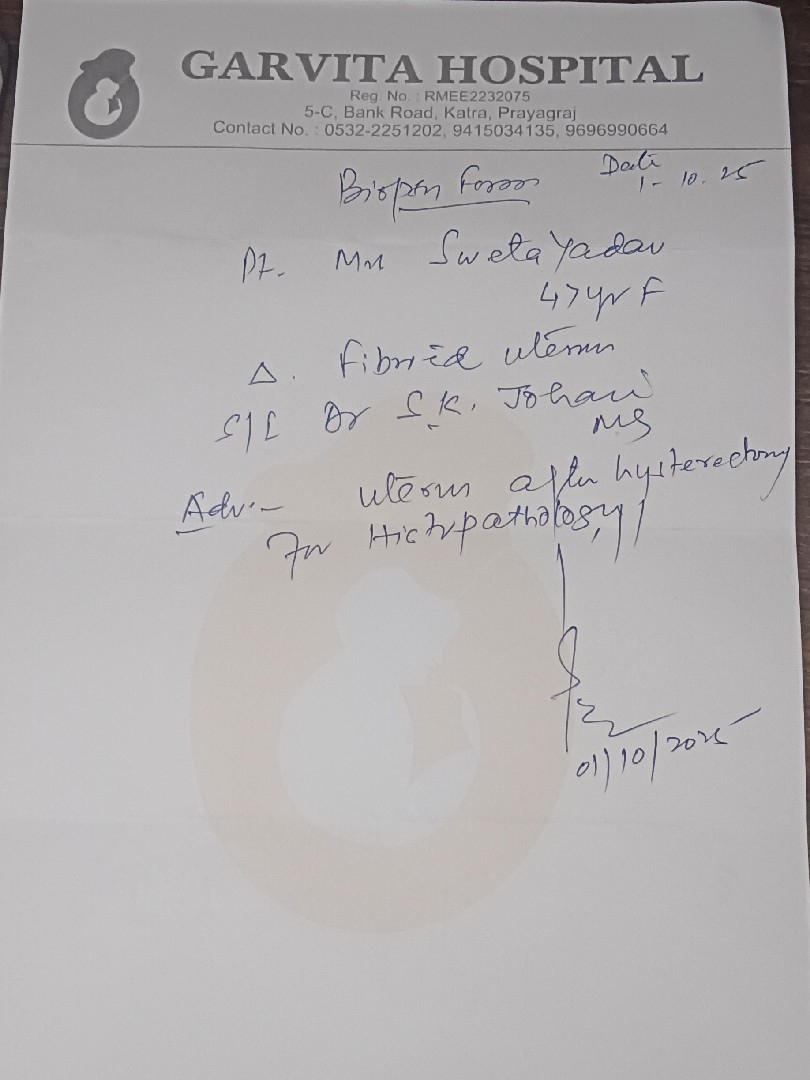 GARVITA HOSPITAL
Reg. No. : RMEE2232075
5-C, Bank Road, Katra, Prayagraj
Contact No. : 0532-2251202, 9415034135, 9696990664
Biopsy Form
Date
1-10.25
Pt. Mrs Sweta Yadav
47yr F
Δ. Fibroid uterus
S/L Dr S.K. Johari
MS
Adv:- uterus after hysterectomy
For Histopathology
01/10/2025